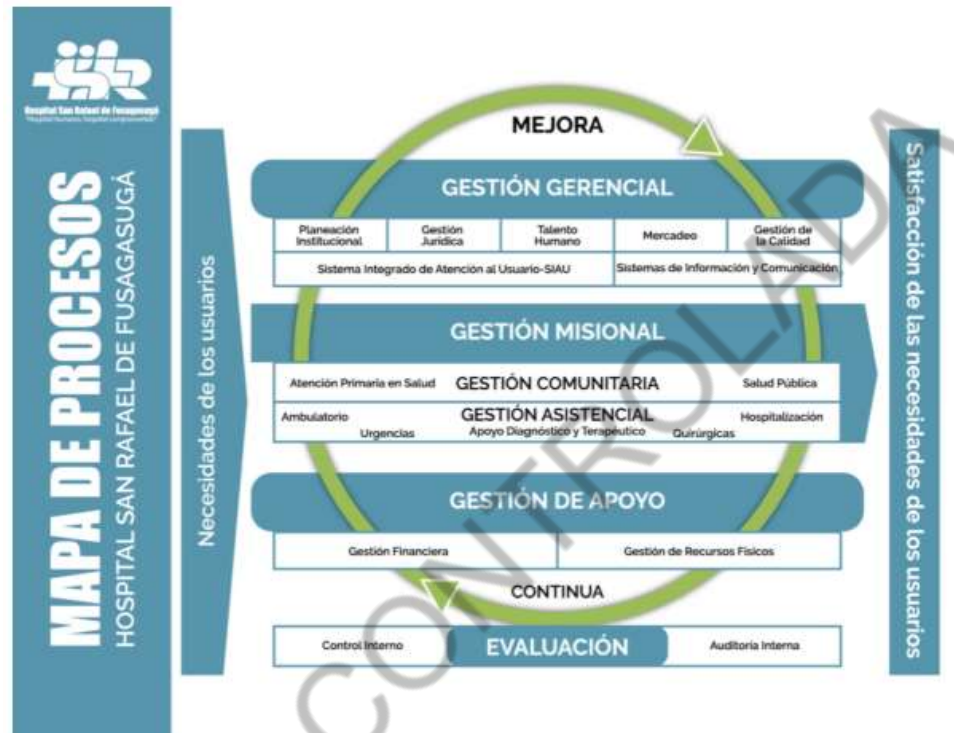 Hospital San Rafael de Fusagasugá
MAPA DE PROCESOS
HOSPITAL SAN RAFAEL DE FUSAGASUGÁ
Necesidades de los usuarios
MEJORA
GESTIÓN GERENCIAL
Planeación
Institucional
Gestión
Jurídica
Talento
Humano
Mercadeo
Gestión de
la Calidad
Sistema Integrado de Atención al Usuario-SIAU
Sistemas de Información y Comunicación
GESTIÓN MISIONAL
Atención Primaria en Salud
GESTIÓN COMUNITARIA
Salud Pública
Ambulatorio
GESTIÓN ASISTENCIAL
Hospitalización
Urgencias
Apoyo Diagnóstico y Terapéutico
Quirúrgicas
GESTIÓN DE APOYO
Gestión Financiera
Gestión de Recursos Físicos
CONTINUA
Control Interno
EVALUACIÓN
Auditoría Interna
Satisfacción de las necesidades de los usuarios
CONTROLADA